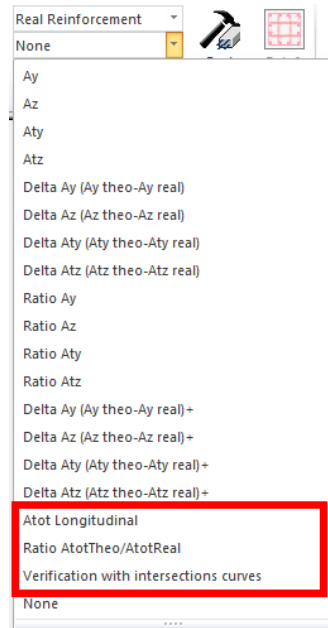 Real Reinforcement
None
Ay
Az
Aty
Atz
Delta Ay (Ay theo-Ay real)
Delta Az (Az theo-Az real)
Delta Aty (Aty theo-Aty real)
Delta Atz (Atz theo-Atz real)
Ratio Ay
Ratio Az
Ratio Aty
Ratio Atz
Delta Ay (Ay theo-Ay real)+
Delta Az (Az theo-Az real)+
Delta Aty (Aty theo-Aty real)+
Delta Atz (Atz theo-Atz real)+
Atot Longitudinal
Ratio AtotTheo/AtotReal
Verification with intersections curves
None